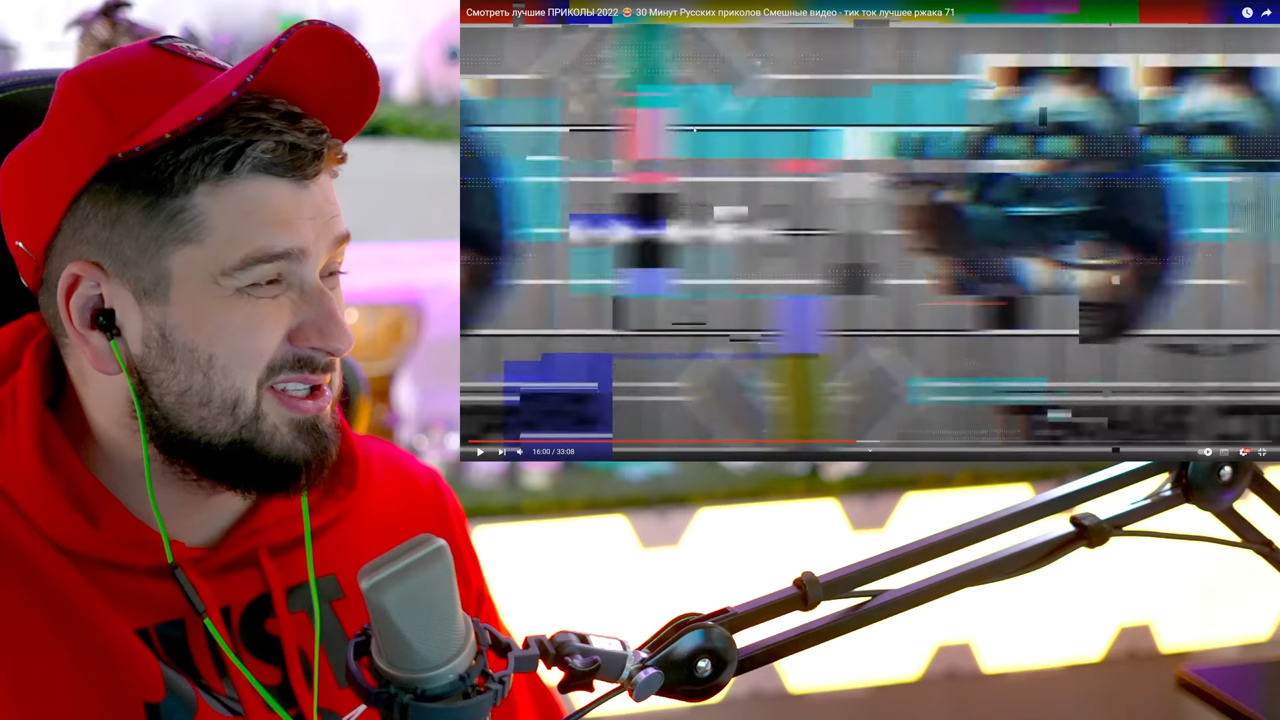 Смотреть лучшие ПРИКОЛЫ 2022 🤩 30 Минут Русских приколов Смешные видео - тик ток лучшее ржака 71
16:00 / 33:08
JUST